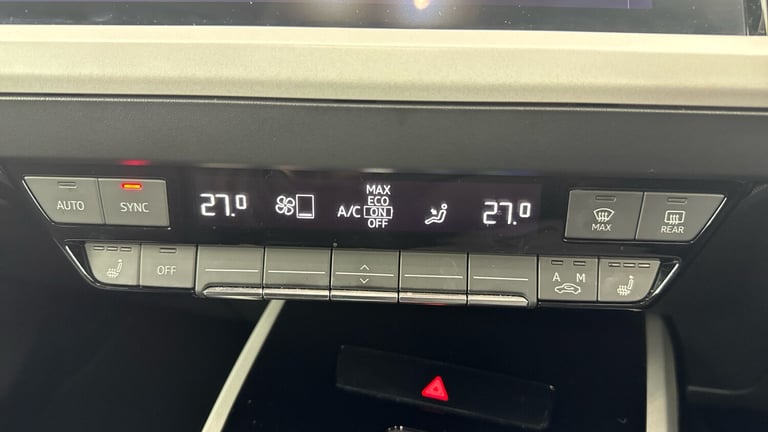 AUTO
SYNC
27.0
A/C
MAX
ECO
ON
OFF
27.0
MAX
REAR
OFF
A M